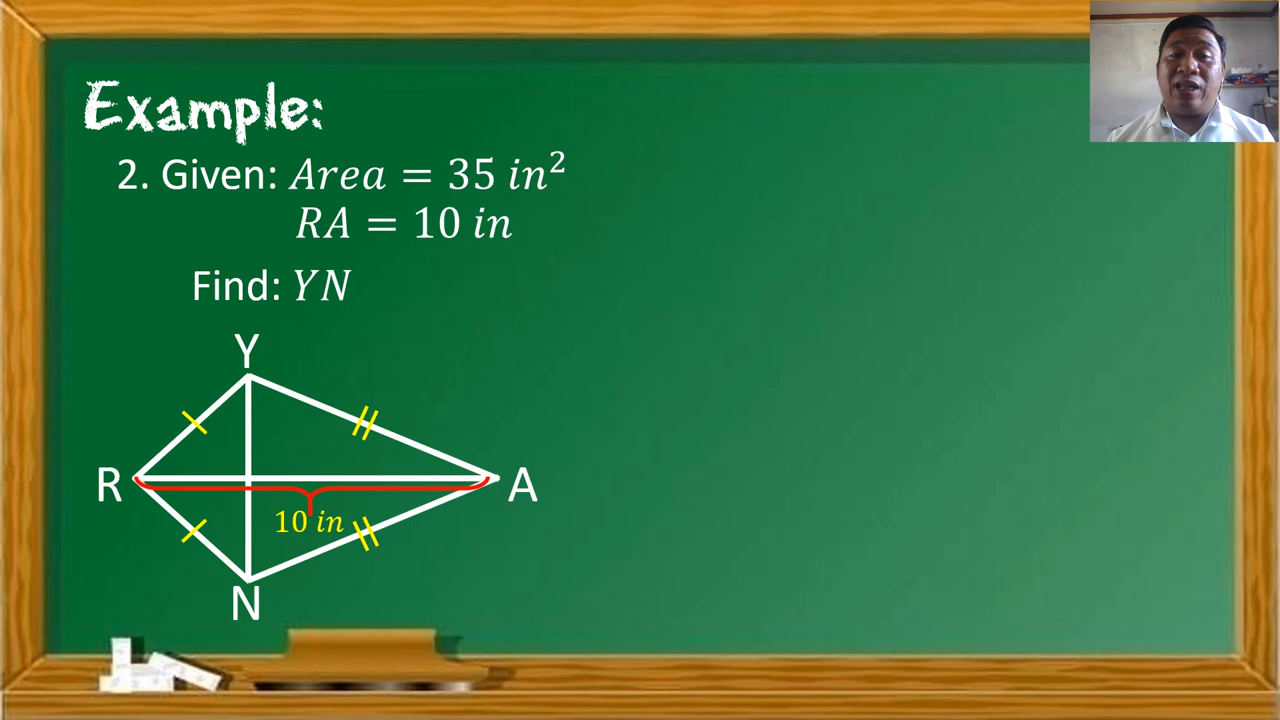 Example:
2. Given: Area = 35 in²
RA = 10 in
Find: YN
Y
R
A
10 in
N